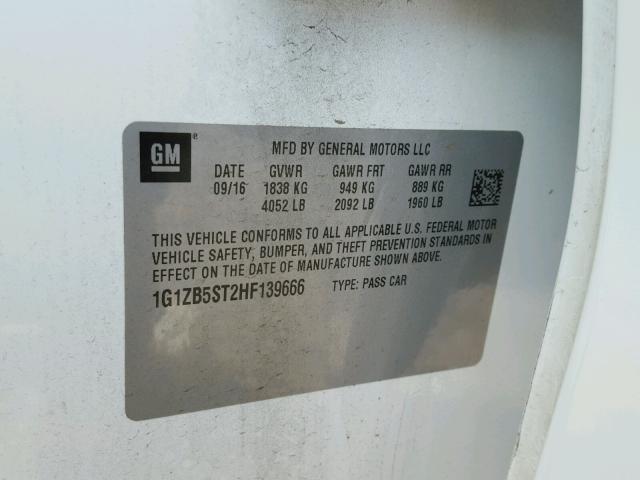 GM ®
MFD BY GENERAL MOTORS LLC
DATE GVWR GAWR FRT GAWR RR
09/16 1838 KG 949 KG 889 KG
4052 LB 2092 LB 1960 LB
THIS VEHICLE CONFORMS TO ALL APPLICABLE U.S. FEDERAL MOTOR
VEHICLE SAFETY, BUMPER, AND THEFT PREVENTION STANDARDS IN
EFFECT ON THE DATE OF MANUFACTURE SHOWN ABOVE.
1G1ZB5ST2HF139666 TYPE: PASS CAR